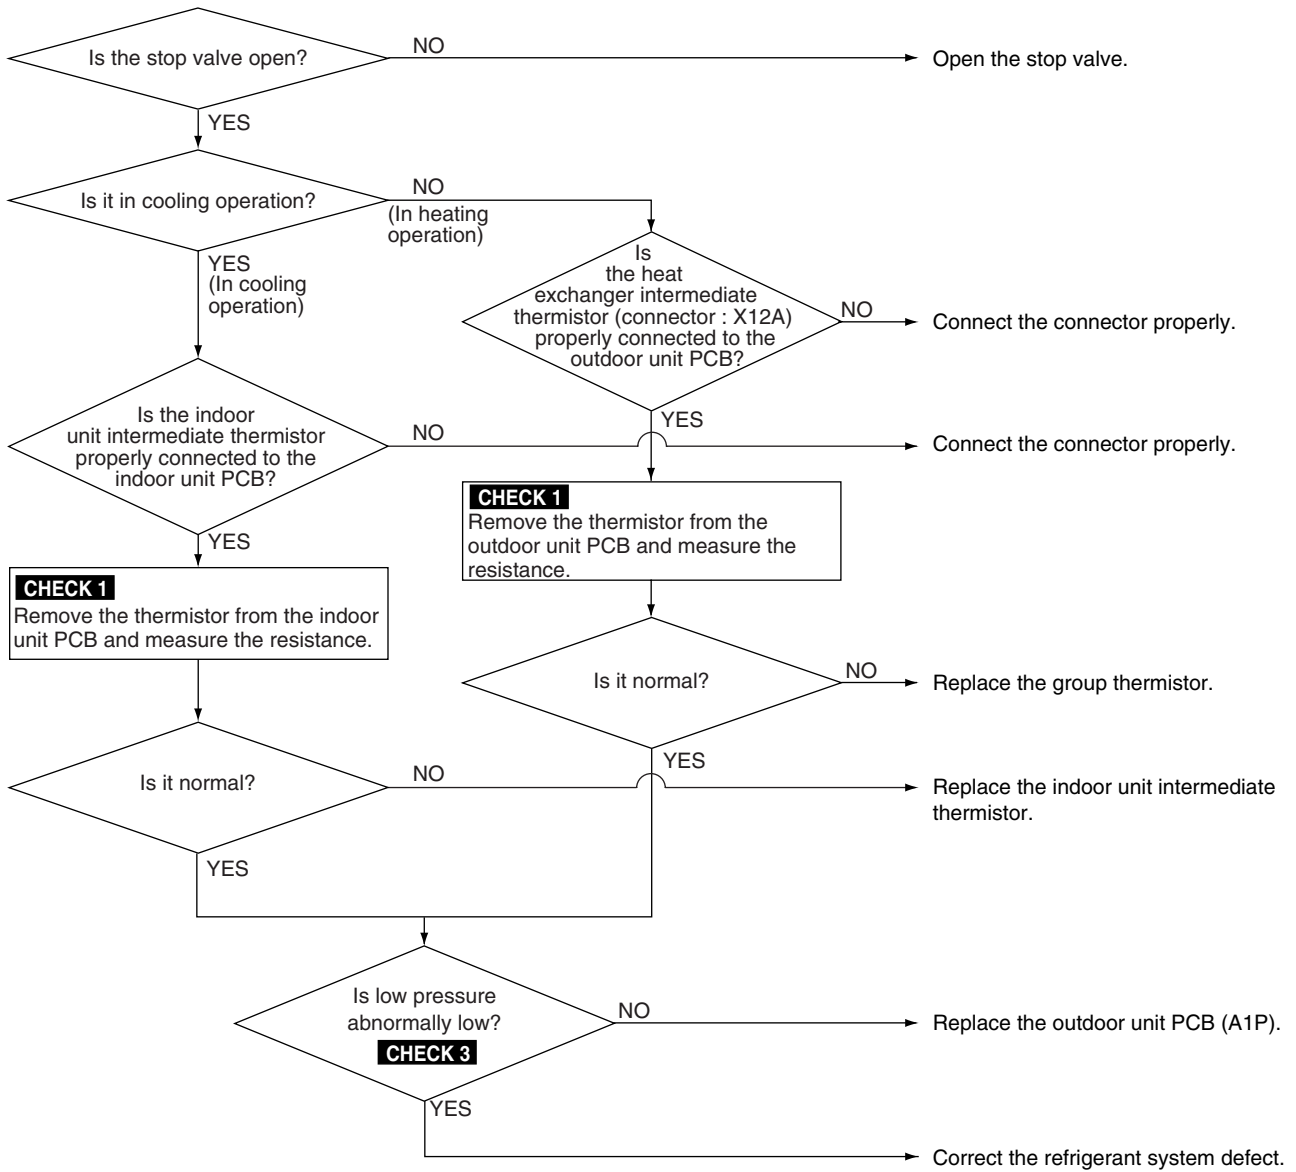 Is the stop valve open?
NO
Open the stop valve.
YES
Is it in cooling operation?
NO
(In heating
operation)
YES
(In cooling
operation)
Is
the heat
exchanger intermediate
thermistor (connector : X12A)
properly connected to the
outdoor unit PCB?
NO
Connect the connector properly.
YES
Is the indoor
unit intermediate thermistor
properly connected to the
indoor unit PCB?
NO
Connect the connector properly.
YES
CHECK 1
Remove the thermistor from the
outdoor unit PCB and measure the
resistance.
CHECK 1
Remove the thermistor from the indoor
unit PCB and measure the resistance.
Is it normal?
NO
Replace the group thermistor.
YES
Is it normal?
NO
Replace the indoor unit intermediate
thermistor.
YES
Is low pressure
abnormally low?
CHECK 3
NO
Replace the outdoor unit PCB (A1P).
YES
Correct the refrigerant system defect.